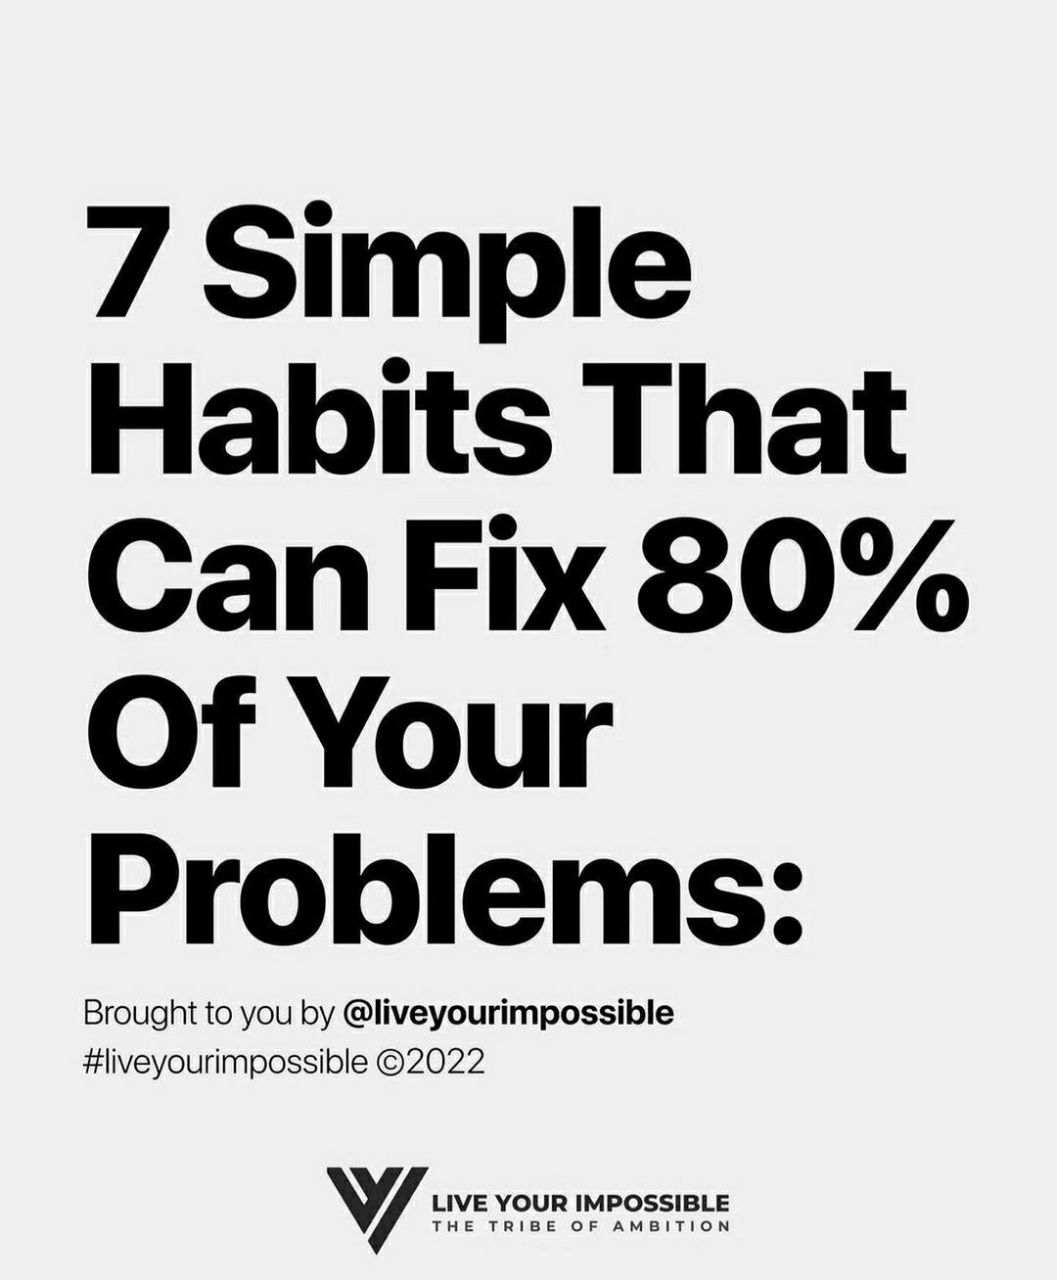 7 Simple
Habits That
Can Fix 80%
Of Your
Problems:
Brought to you by @liveyourimpossible
#liveyourimpossible ©2022
LIVE YOUR IMPOSSIBLE
THE TRIBE OF AMBITION